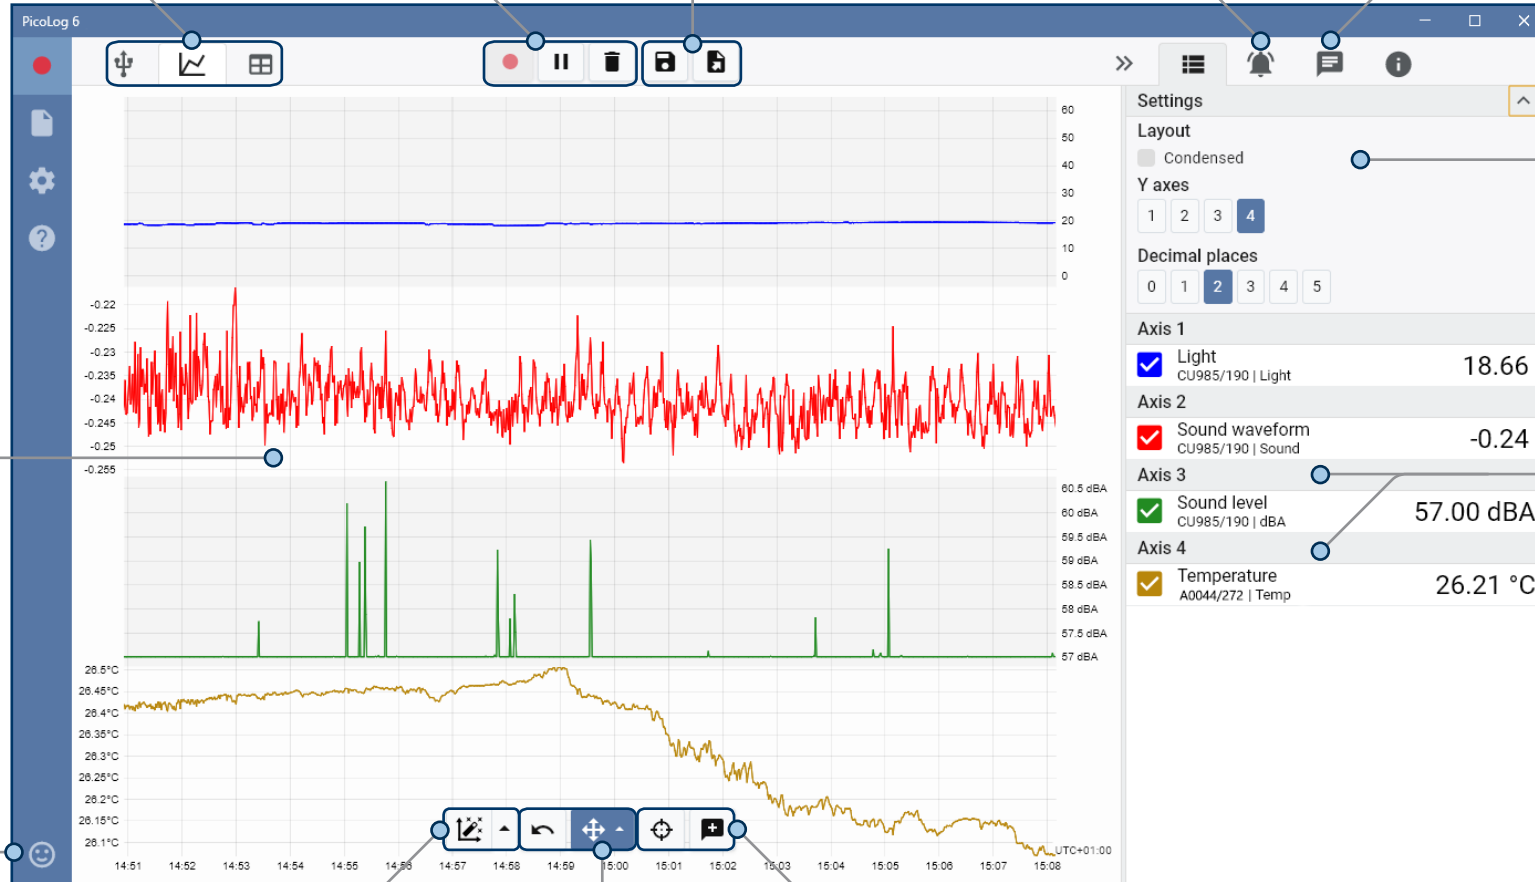 PicoLog 6
Settings
Layout
Condensed
Y axes
1 2 3 4
Decimal places
0 1 2 3 4 5
Axis 1
Light
CU985/190 | Light
18.66
Axis 2
Sound waveform
CU985/190 | Sound
-0.24
Axis 3
Sound level
CU985/190 | dBA
57.00 dBA
Axis 4
Temperature
A0044/272 | Temp
26.21 °C
60
50
40
30
20
10
0
-0.22
-0.225
-0.23
-0.235
-0.24
-0.245
-0.25
-0.255
60.5 dBA
60 dBA
59.5 dBA
59 dBA
58.5 dBA
58 dBA
57.5 dBA
57 dBA
26.5°C
26.45°C
26.4°C
26.35°C
26.3°C
26.25°C
26.2°C
26.15°C
26.1°C
UTC+01:00
14:51 14:52 14:53 14:54 14:55 14:56 14:57 14:58 14:59 15:00 15:01 15:02 15:03 15:04 15:05 15:06 15:07 15:08